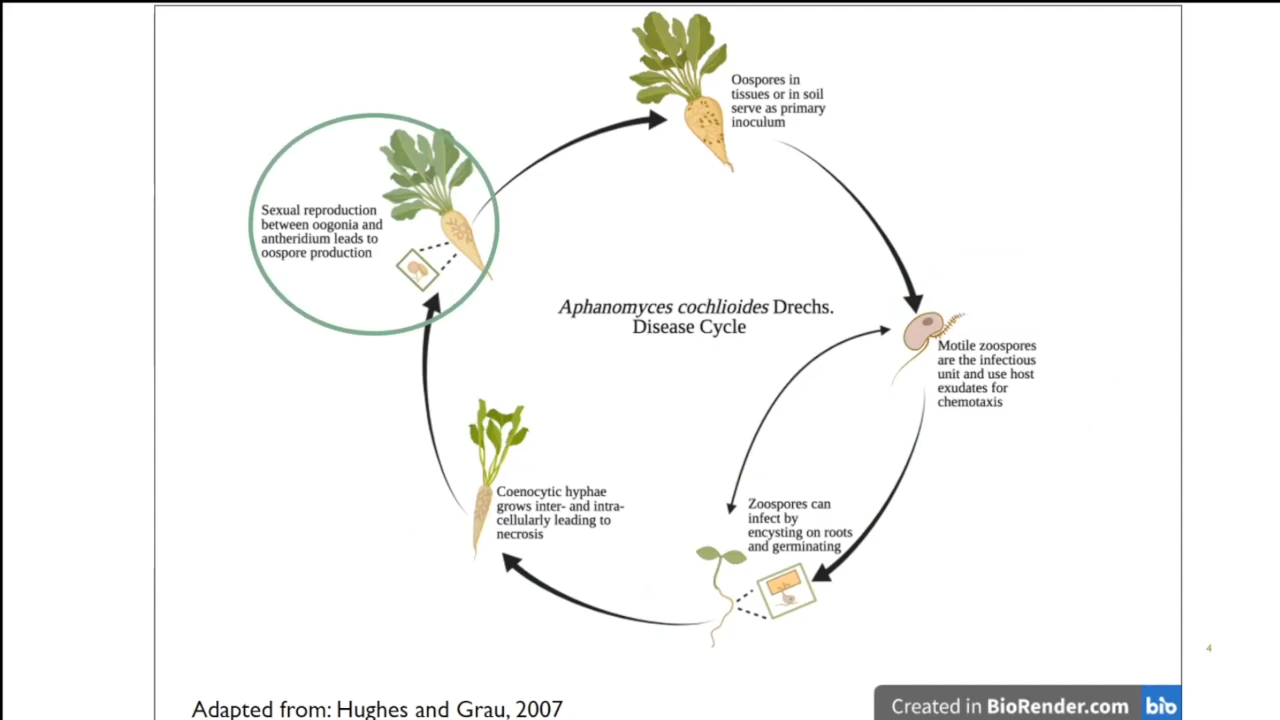 Oospores in
tissues or in soil
serve as primary
inoculum
Sexual reproduction
between oogonia and
antheridium leads to
oospore production
Aphanomyces cochlioides Drechs.
Disease Cycle
Motile zoospores
are the infectious
unit and use host
exudates for
chemotaxis
Coenocytic hyphae
grows inter- and intra-
cellularly leading to
necrosis
Zoospores can
infect by
encysting on roots
and germinating
4
Adapted from: Hughes and Grau, 2007
Created in BioRender.com bio